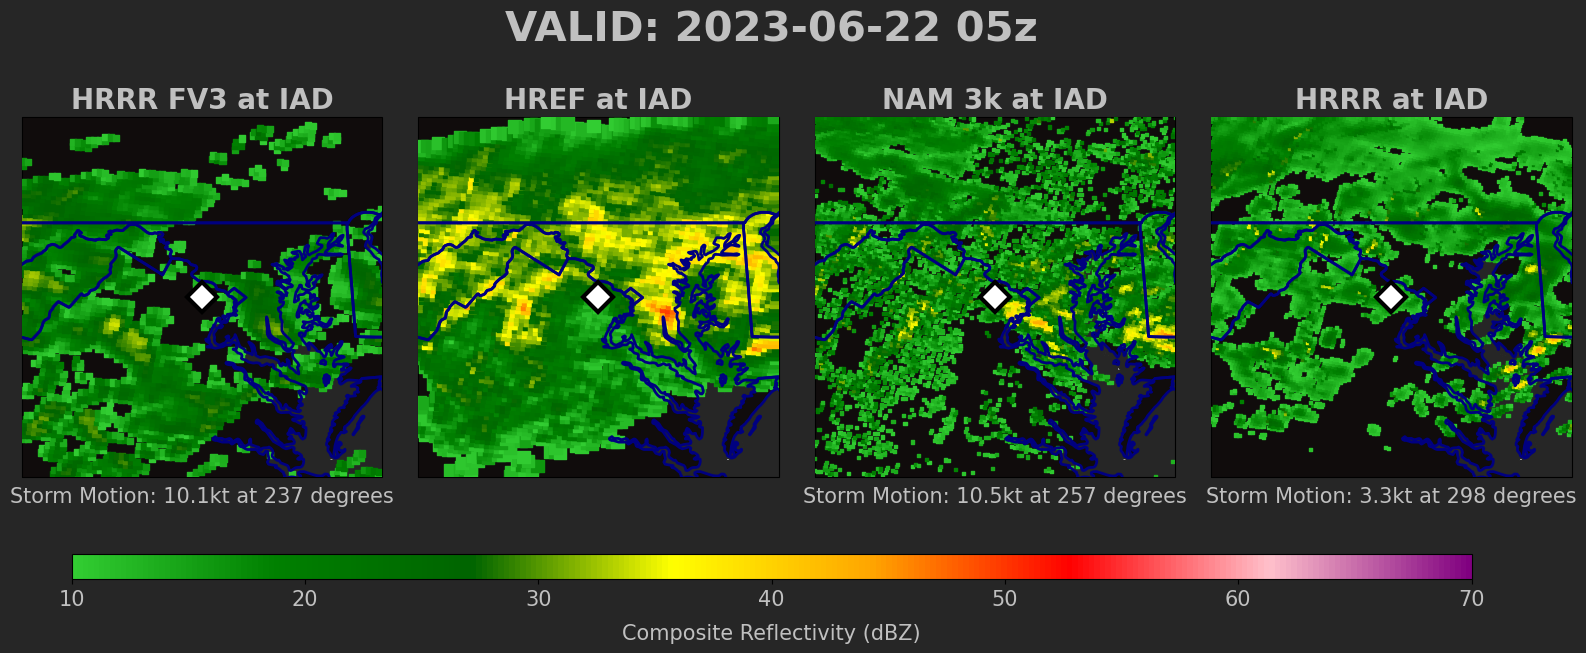 VALID: 2023-06-22 05z
HRRR FV3 at IAD
HREF at IAD
NAM 3k at IAD
HRRR at IAD
Storm Motion: 10.1kt at 237 degrees
Storm Motion: 10.5kt at 257 degrees
Storm Motion: 3.3kt at 298 degrees
10 20 30 40 50 60 70
Composite Reflectivity (dBZ)